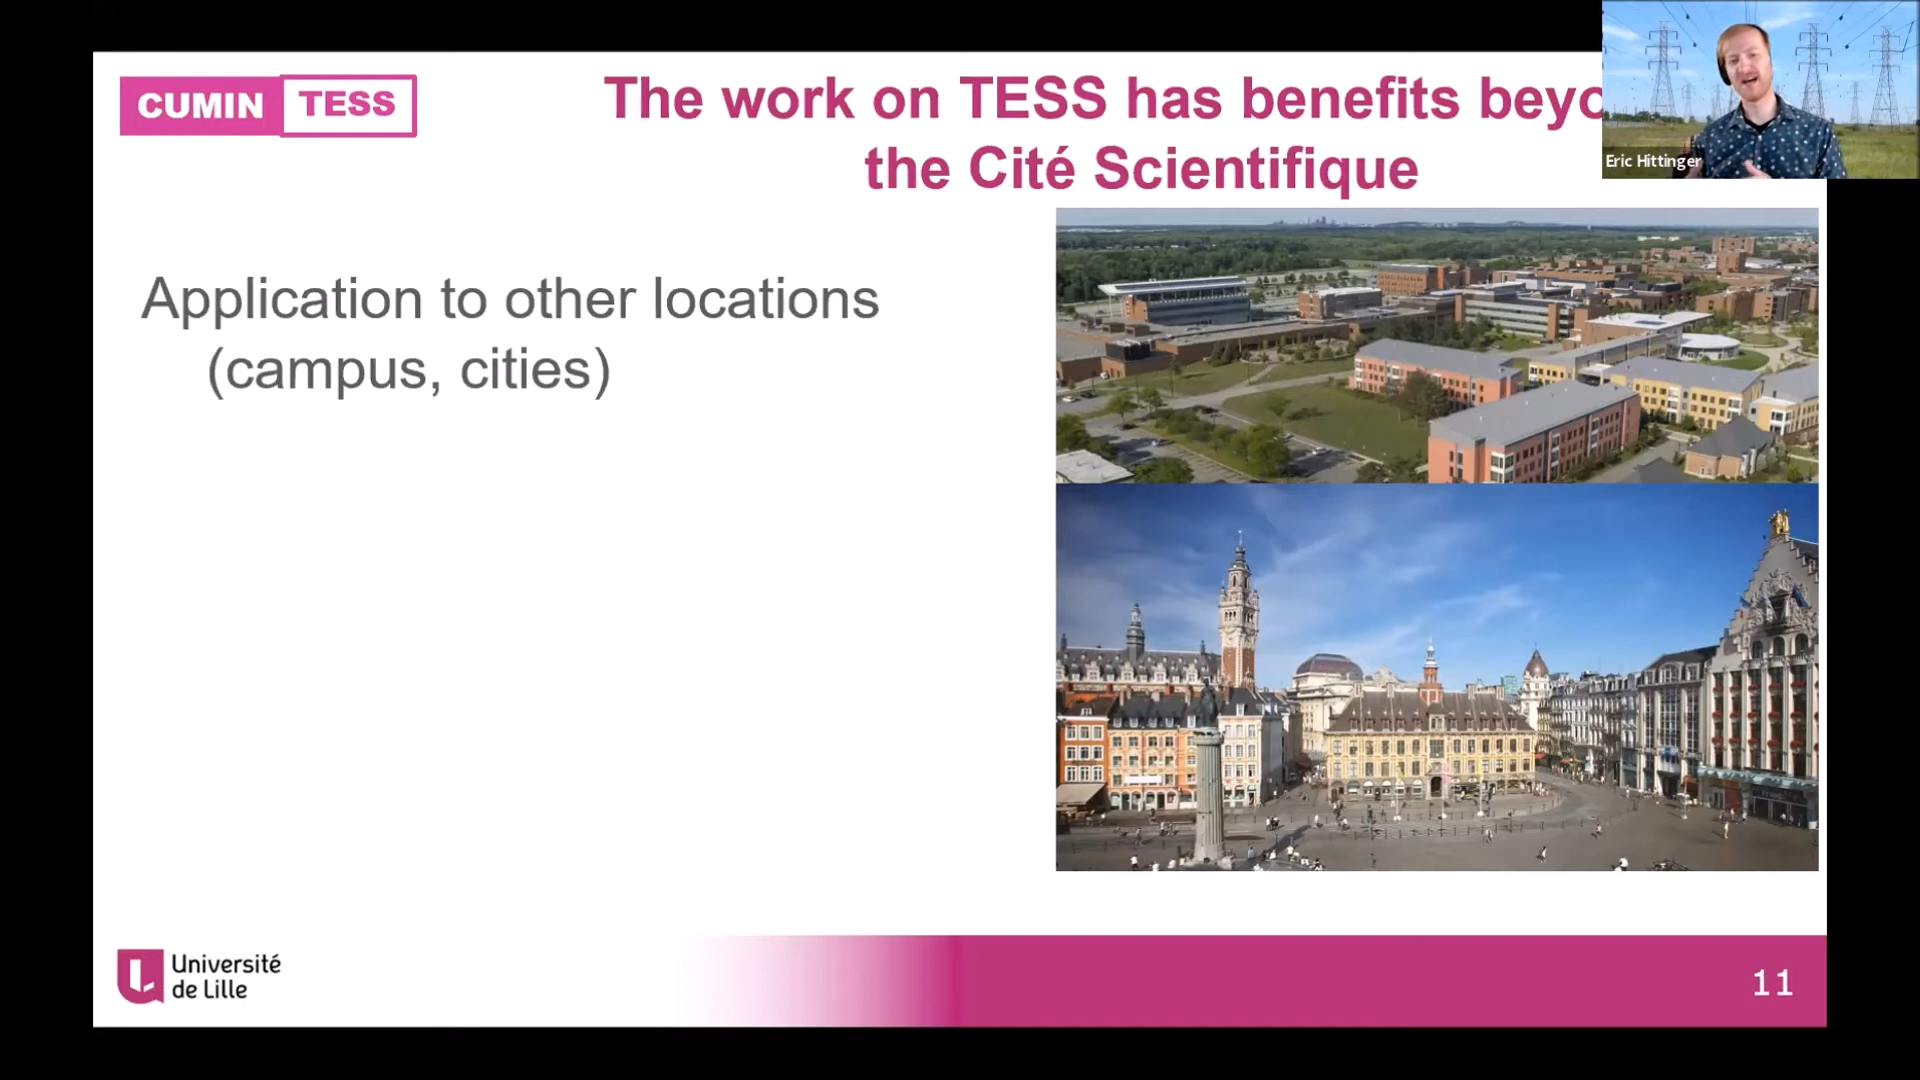 CUMIN TESS
The work on TESS has benefits
the Cité Scientifique
Eric Hittinger
Application to other locations
(campus, cities)
Université
de Lille
11